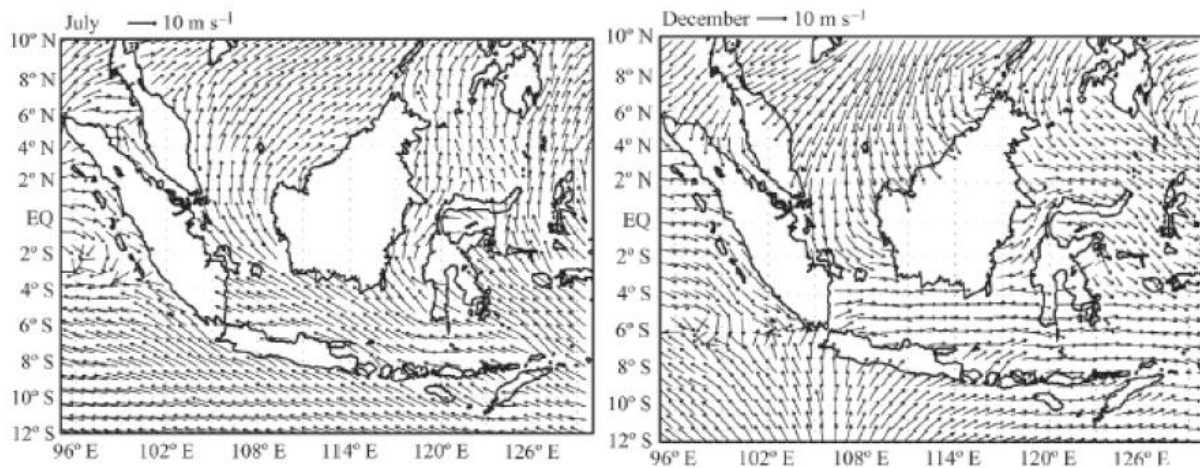 July 10 m s⁻¹
10° N
8° N
6° N
4° N
2° N
EQ
2° S
4° S
6° S
8° S
10° S
12° S
96° E 102° E 108° E 114° E 120° E 126° E
December 10 m s⁻¹
10° N
8° N
6° N
4° N
2° N
EQ
2° S
4° S
6° S
8° S
10° S
12° S
96° E 102° E 108° E 114° E 120° E 126° E